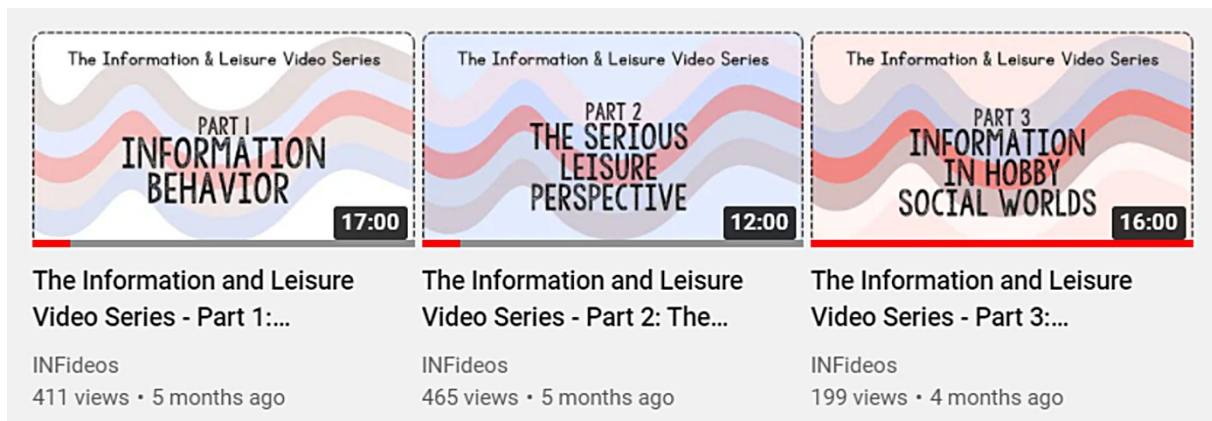 The Information & Leisure Video Series
PART 1
INFORMATION
BEHAVIOR
17:00
The Information and Leisure
Video Series - Part 1:...
INFideos
411 views • 5 months ago
The Information & Leisure Video Series
PART 2
THE SERIOUS
LEISURE
PERSPECTIVE
12:00
The Information and Leisure
Video Series - Part 2: The...
INFideos
465 views • 5 months ago
The Information & Leisure Video Series
PART 3
INFORMATION
IN HOBBY
SOCIAL WORLDS
16:00
The Information and Leisure
Video Series - Part 3:...
INFideos
199 views • 4 months ago